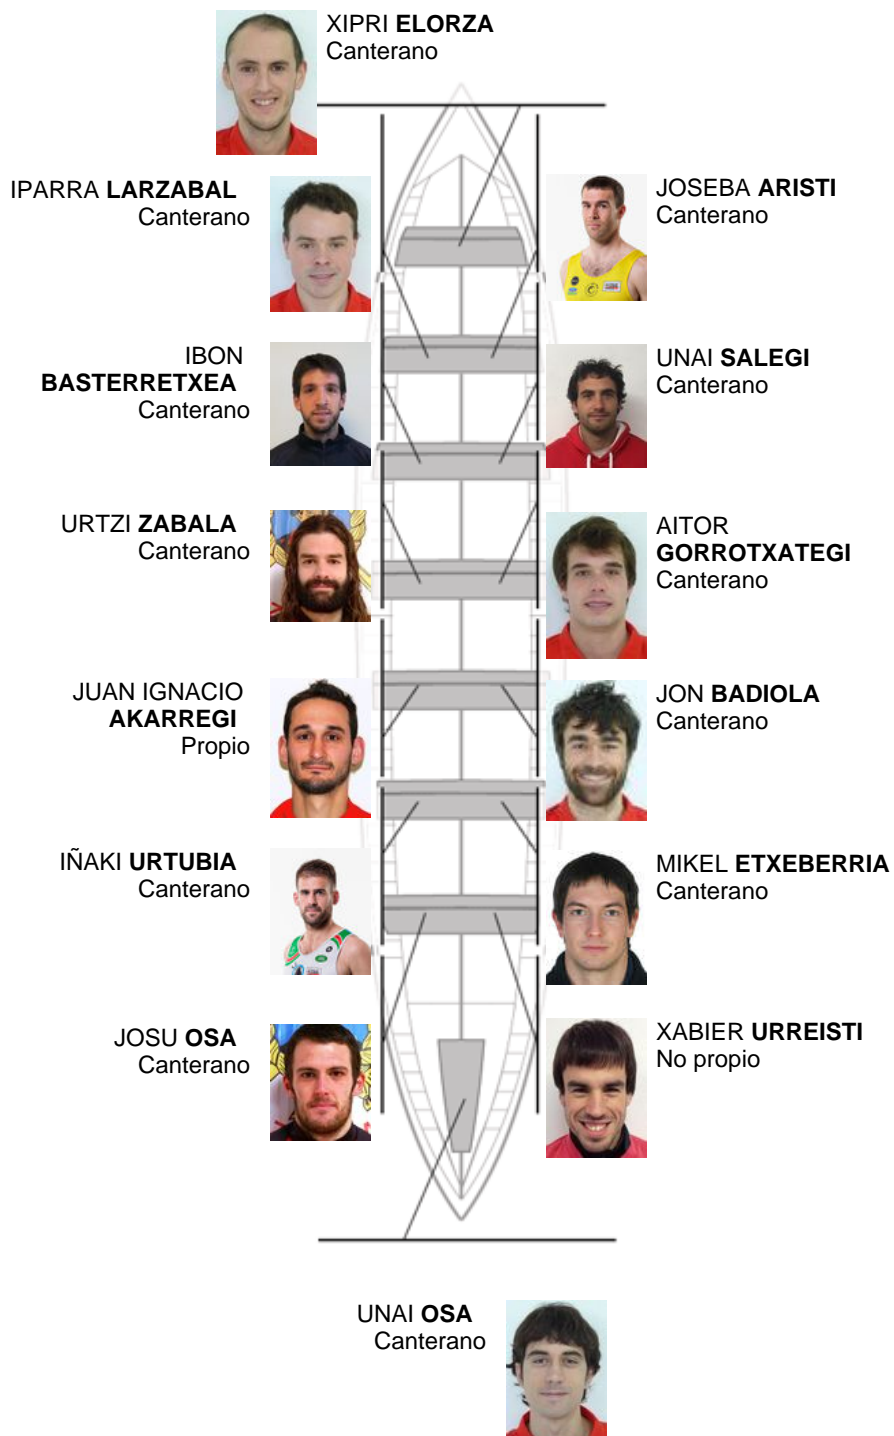 XIPRI ELORZA
Canterano
IPARRA LARZABAL
Canterano
JOSEBA ARISTI
Canterano
IBON
BASTERRETXEA
Canterano
UNAI SALEGI
Canterano
URTZI ZABALA
Canterano
AITOR
GORROTXATEGI
Canterano
JUAN IGNACIO
AKARREGI
Propio
JON BADIOLA
Canterano
IÑAKI URTUBIA
Canterano
MIKEL ETXEBERRIA
Canterano
JOSU OSA
Canterano
XABIER URREISTI
No propio
UNAI OSA
Canterano